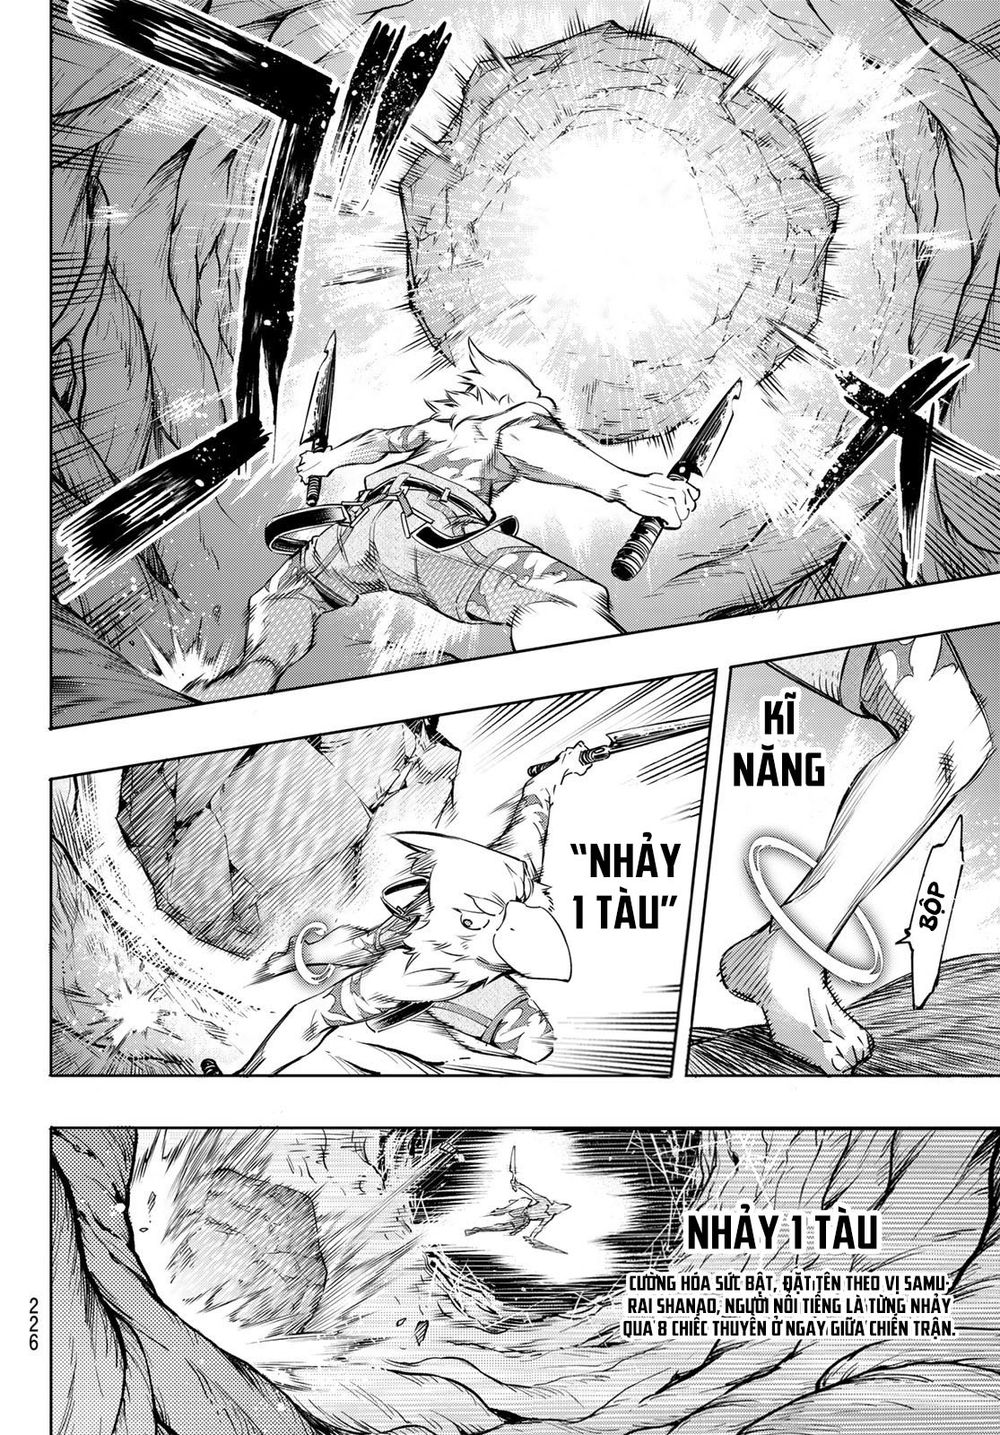 KĨ
NĂNG
BỘP
"NHẢY
1 TÀU"
NHẢY 1 TÀU
CƯỜNG HÓA SỨC BẬT, ĐẶT TÊN THEO VỊ SAMU-
RAI SHANAO, NGƯỜI NỔI TIẾNG LÀ TỪNG NHẢY
QUA 8 CHIẾC THUYỀN Ở NGAY GIỮA CHIẾN TRẬN.
226